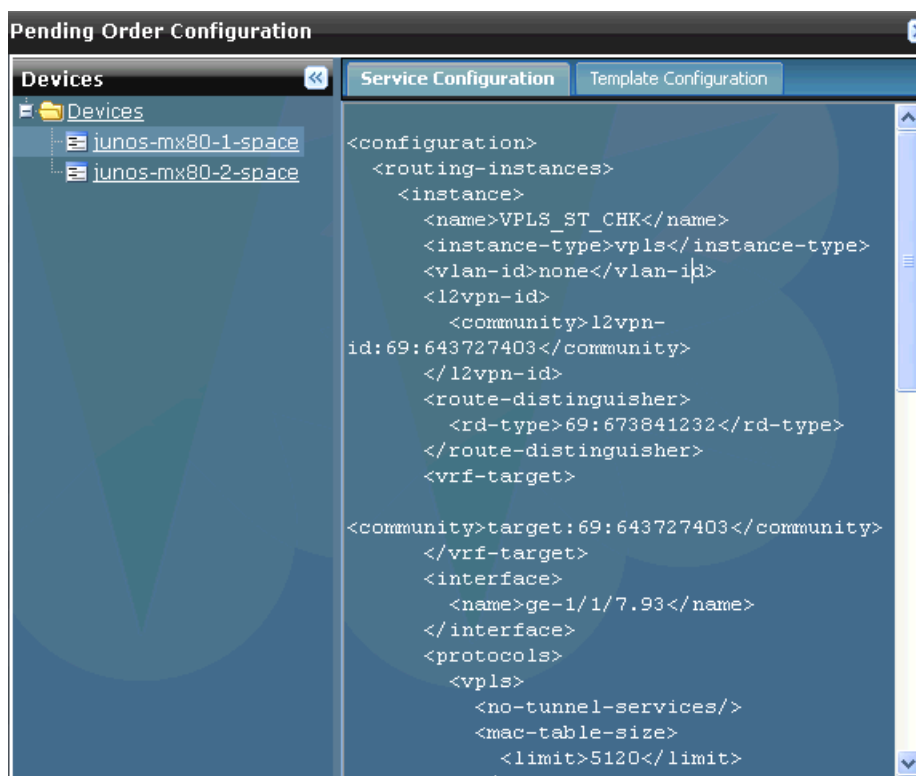 Pending Order Configuration
Devices
Devices
junos-mx80-1-space
junos-mx80-2-space
Service Configuration
Template Configuration
<configuration>
<routing-instances>
<instance>
<name>VPLS_ST_CHK</name>
<instance-type>vpls</instance-type>
<vlan-id>none</vlan-id>
<l2vpn-id>
<community>l2vpn-
id:69:643727403</community>
</l2vpn-id>
<route-distinguisher>
<rd-type>69:673841232</rd-type>
</route-distinguisher>
<vrf-target>
<community>target:69:643727403</community>
</vrf-target>
<interface>
<name>ge-1/1/7.93</name>
</interface>
<protocols>
<vpls>
<no-tunnel-services/>
<mac-table-size>
<limit>5120</limit>